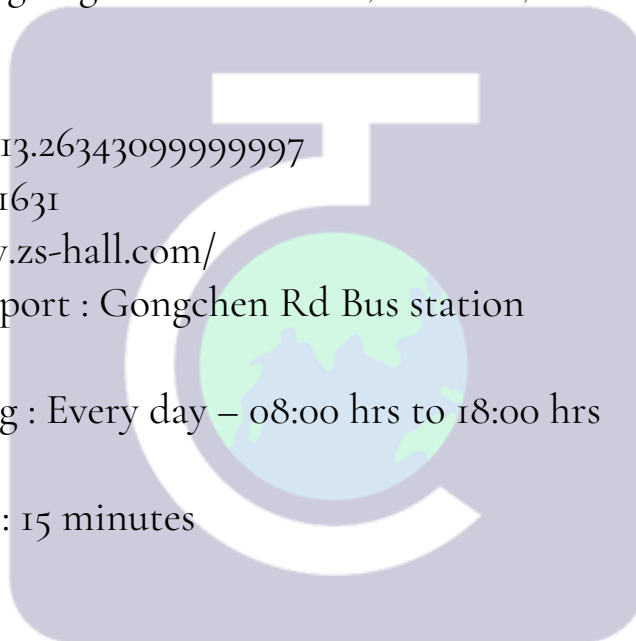 13.26343099999997
1631
.zs-hall.com/
port : Gongchen Rd Bus station
g : Every day – 08:00 hrs to 18:00 hrs
: 15 minutes